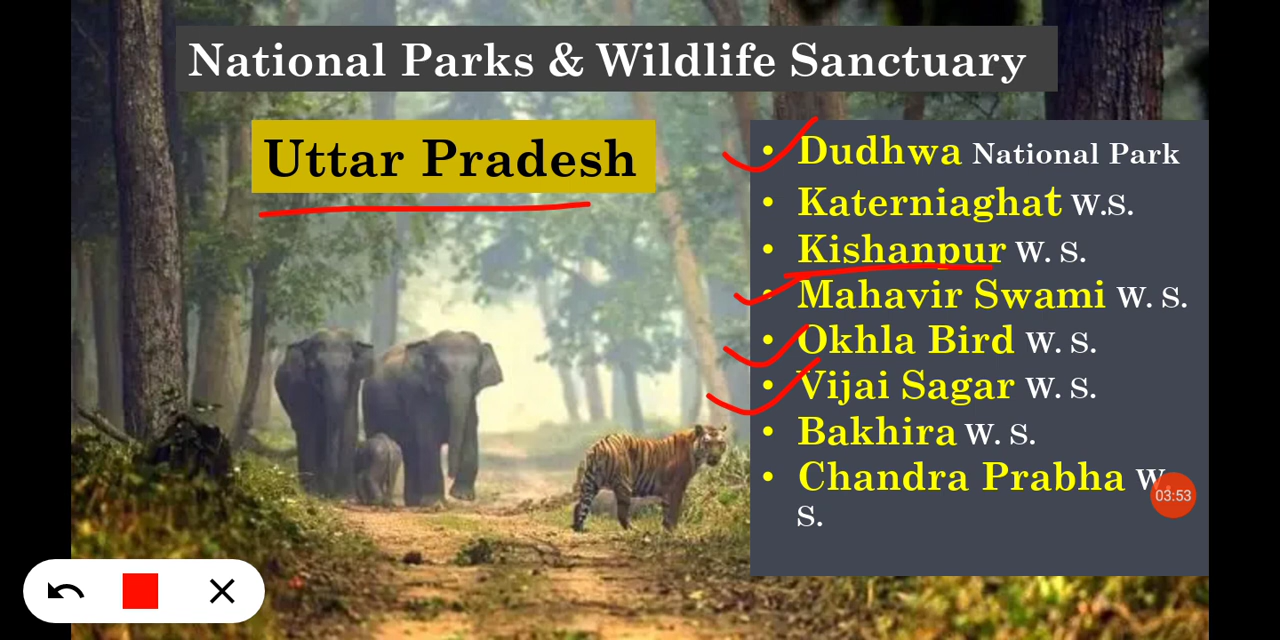 National Parks & Wildlife Sanctuary
Uttar Pradesh
• Dudhwa National Park
• Katerniaghat W.S.
• Kishanpur W. S.
• Mahavir Swami W. S.
• Okhla Bird W. S.
• Vijai Sagar W. S.
• Bakhira W. S.
• Chandra Prabha W.
S.
03:53